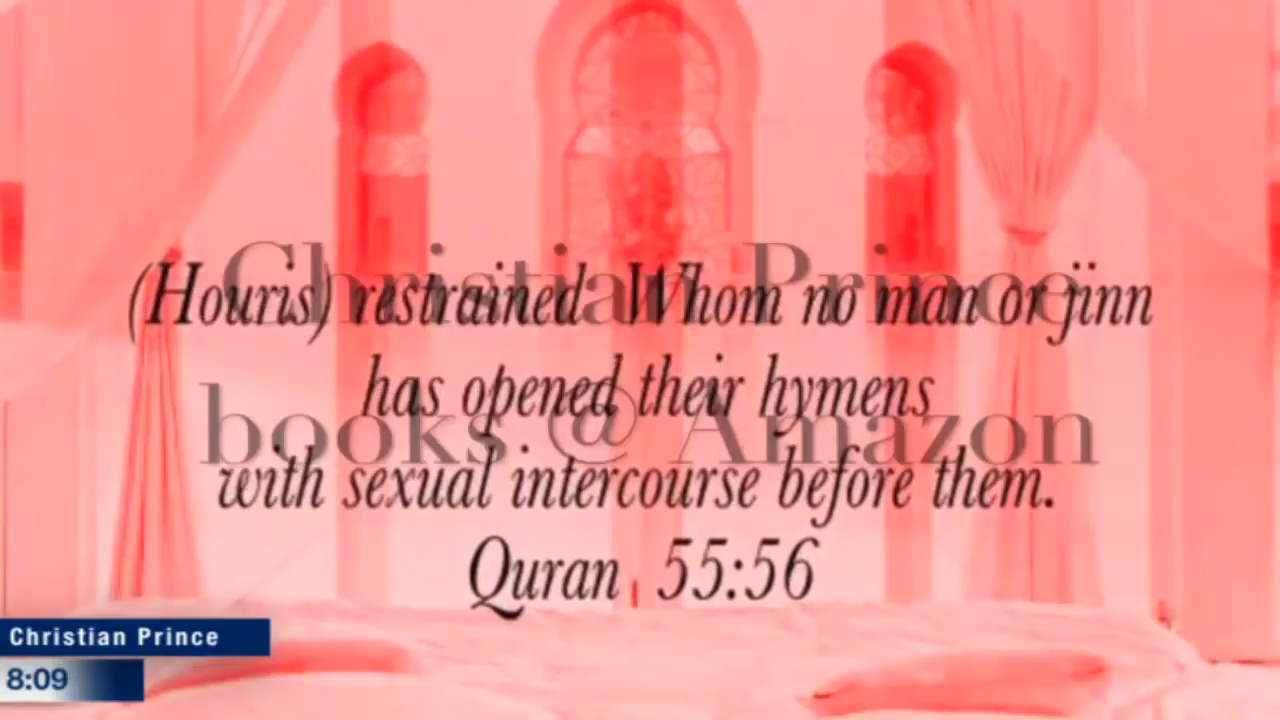 Christian Prince
(Houris) restrained Whom no man or jinn
has opened their hymens
books @ Amazon
with sexual intercourse before them.
Quran 55:56
Christian Prince
8:09